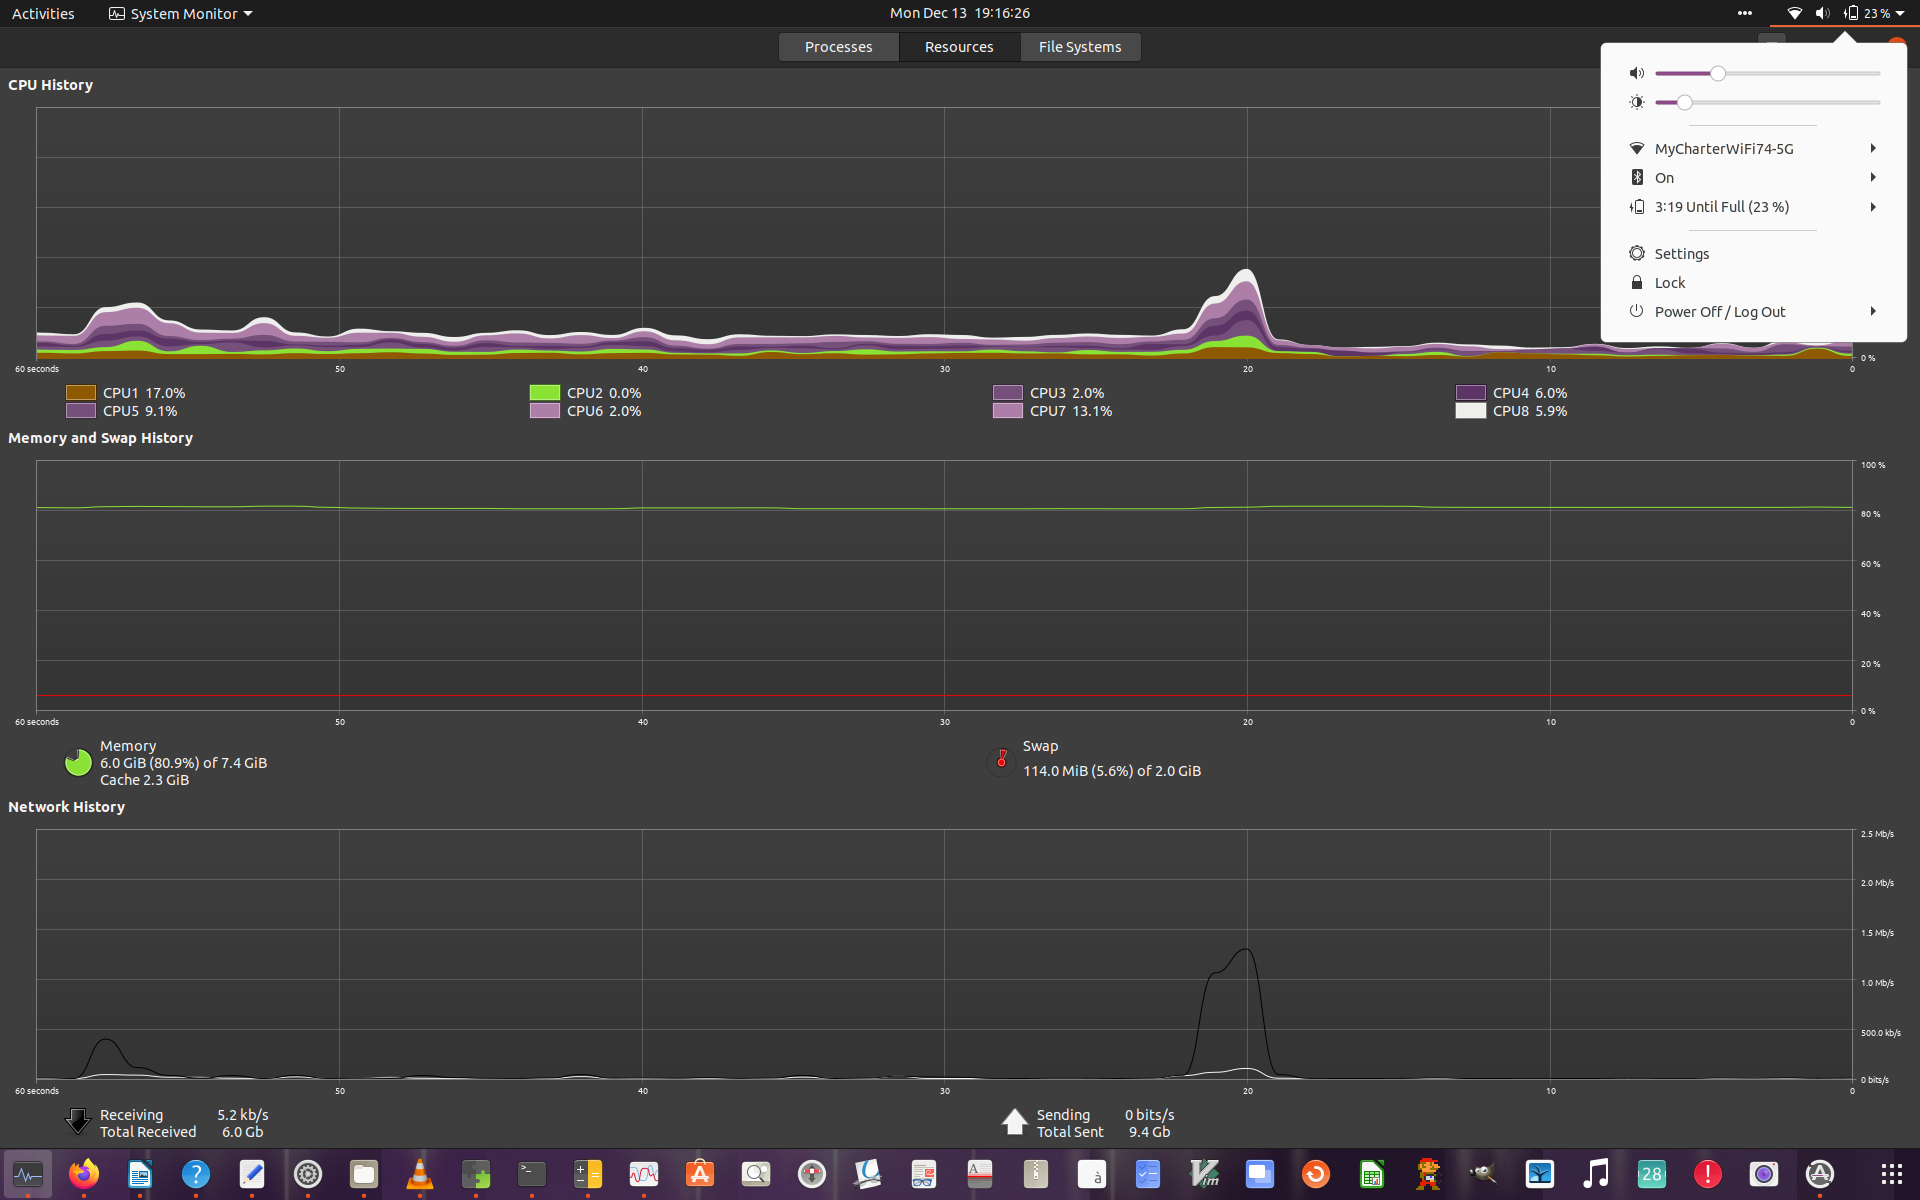 Activities System Monitor Mon Dec 13 19:16:26 23 %
Processes Resources File Systems
MyCharterWiFi74-5G
On
3:19 Until Full (23 %)
Settings
Lock
Power Off / Log Out
CPU History
0 %
60 seconds 50 40 30 20 10 0
CPU1 17.0% CPU2 0.0% CPU3 2.0% CPU4 6.0%
CPU5 9.1% CPU6 2.0% CPU7 13.1% CPU8 5.9%
Memory and Swap History
100 %
80 %
60 %
40 %
20 %
0 %
60 seconds 50 40 30 20 10 0
Memory
6.0 GiB (80.9%) of 7.4 GiB
Cache 2.3 GiB
Swap
114.0 MiB (5.6%) of 2.0 GiB
Network History
2.5 Mb/s
2.0 Mb/s
1.5 Mb/s
1.0 Mb/s
500.0 kb/s
0 bits/s
60 seconds 50 40 30 20 10 0
Receiving 5.2 kb/s
Total Received 6.0 Gb
Sending 0 bits/s
Total Sent 9.4 Gb
? >_ A à Vim 28 !